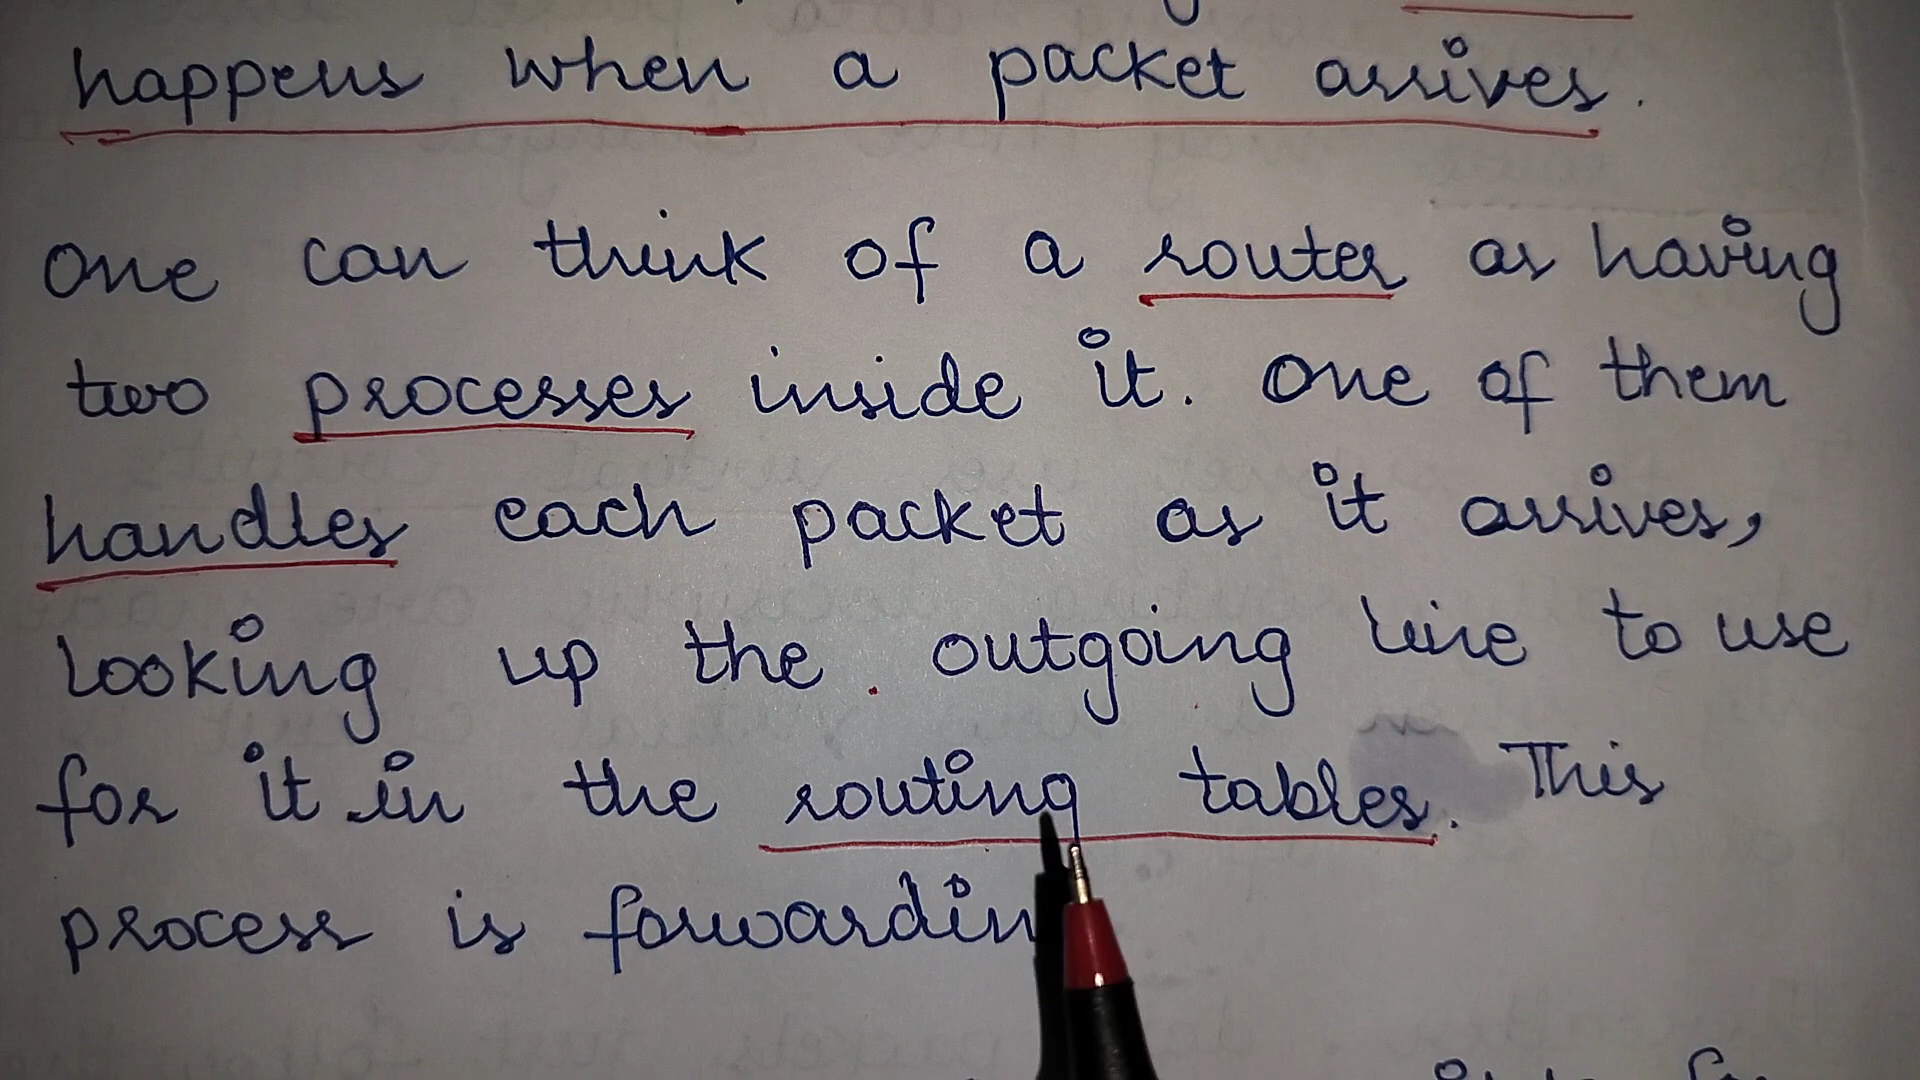 happens when a packet arrives.
One can think of a router as having
two processes inside it. One of them
handles each packet as it arrives,
looking up the outgoing line to use
for it in the routing tables. This
process is forwardin